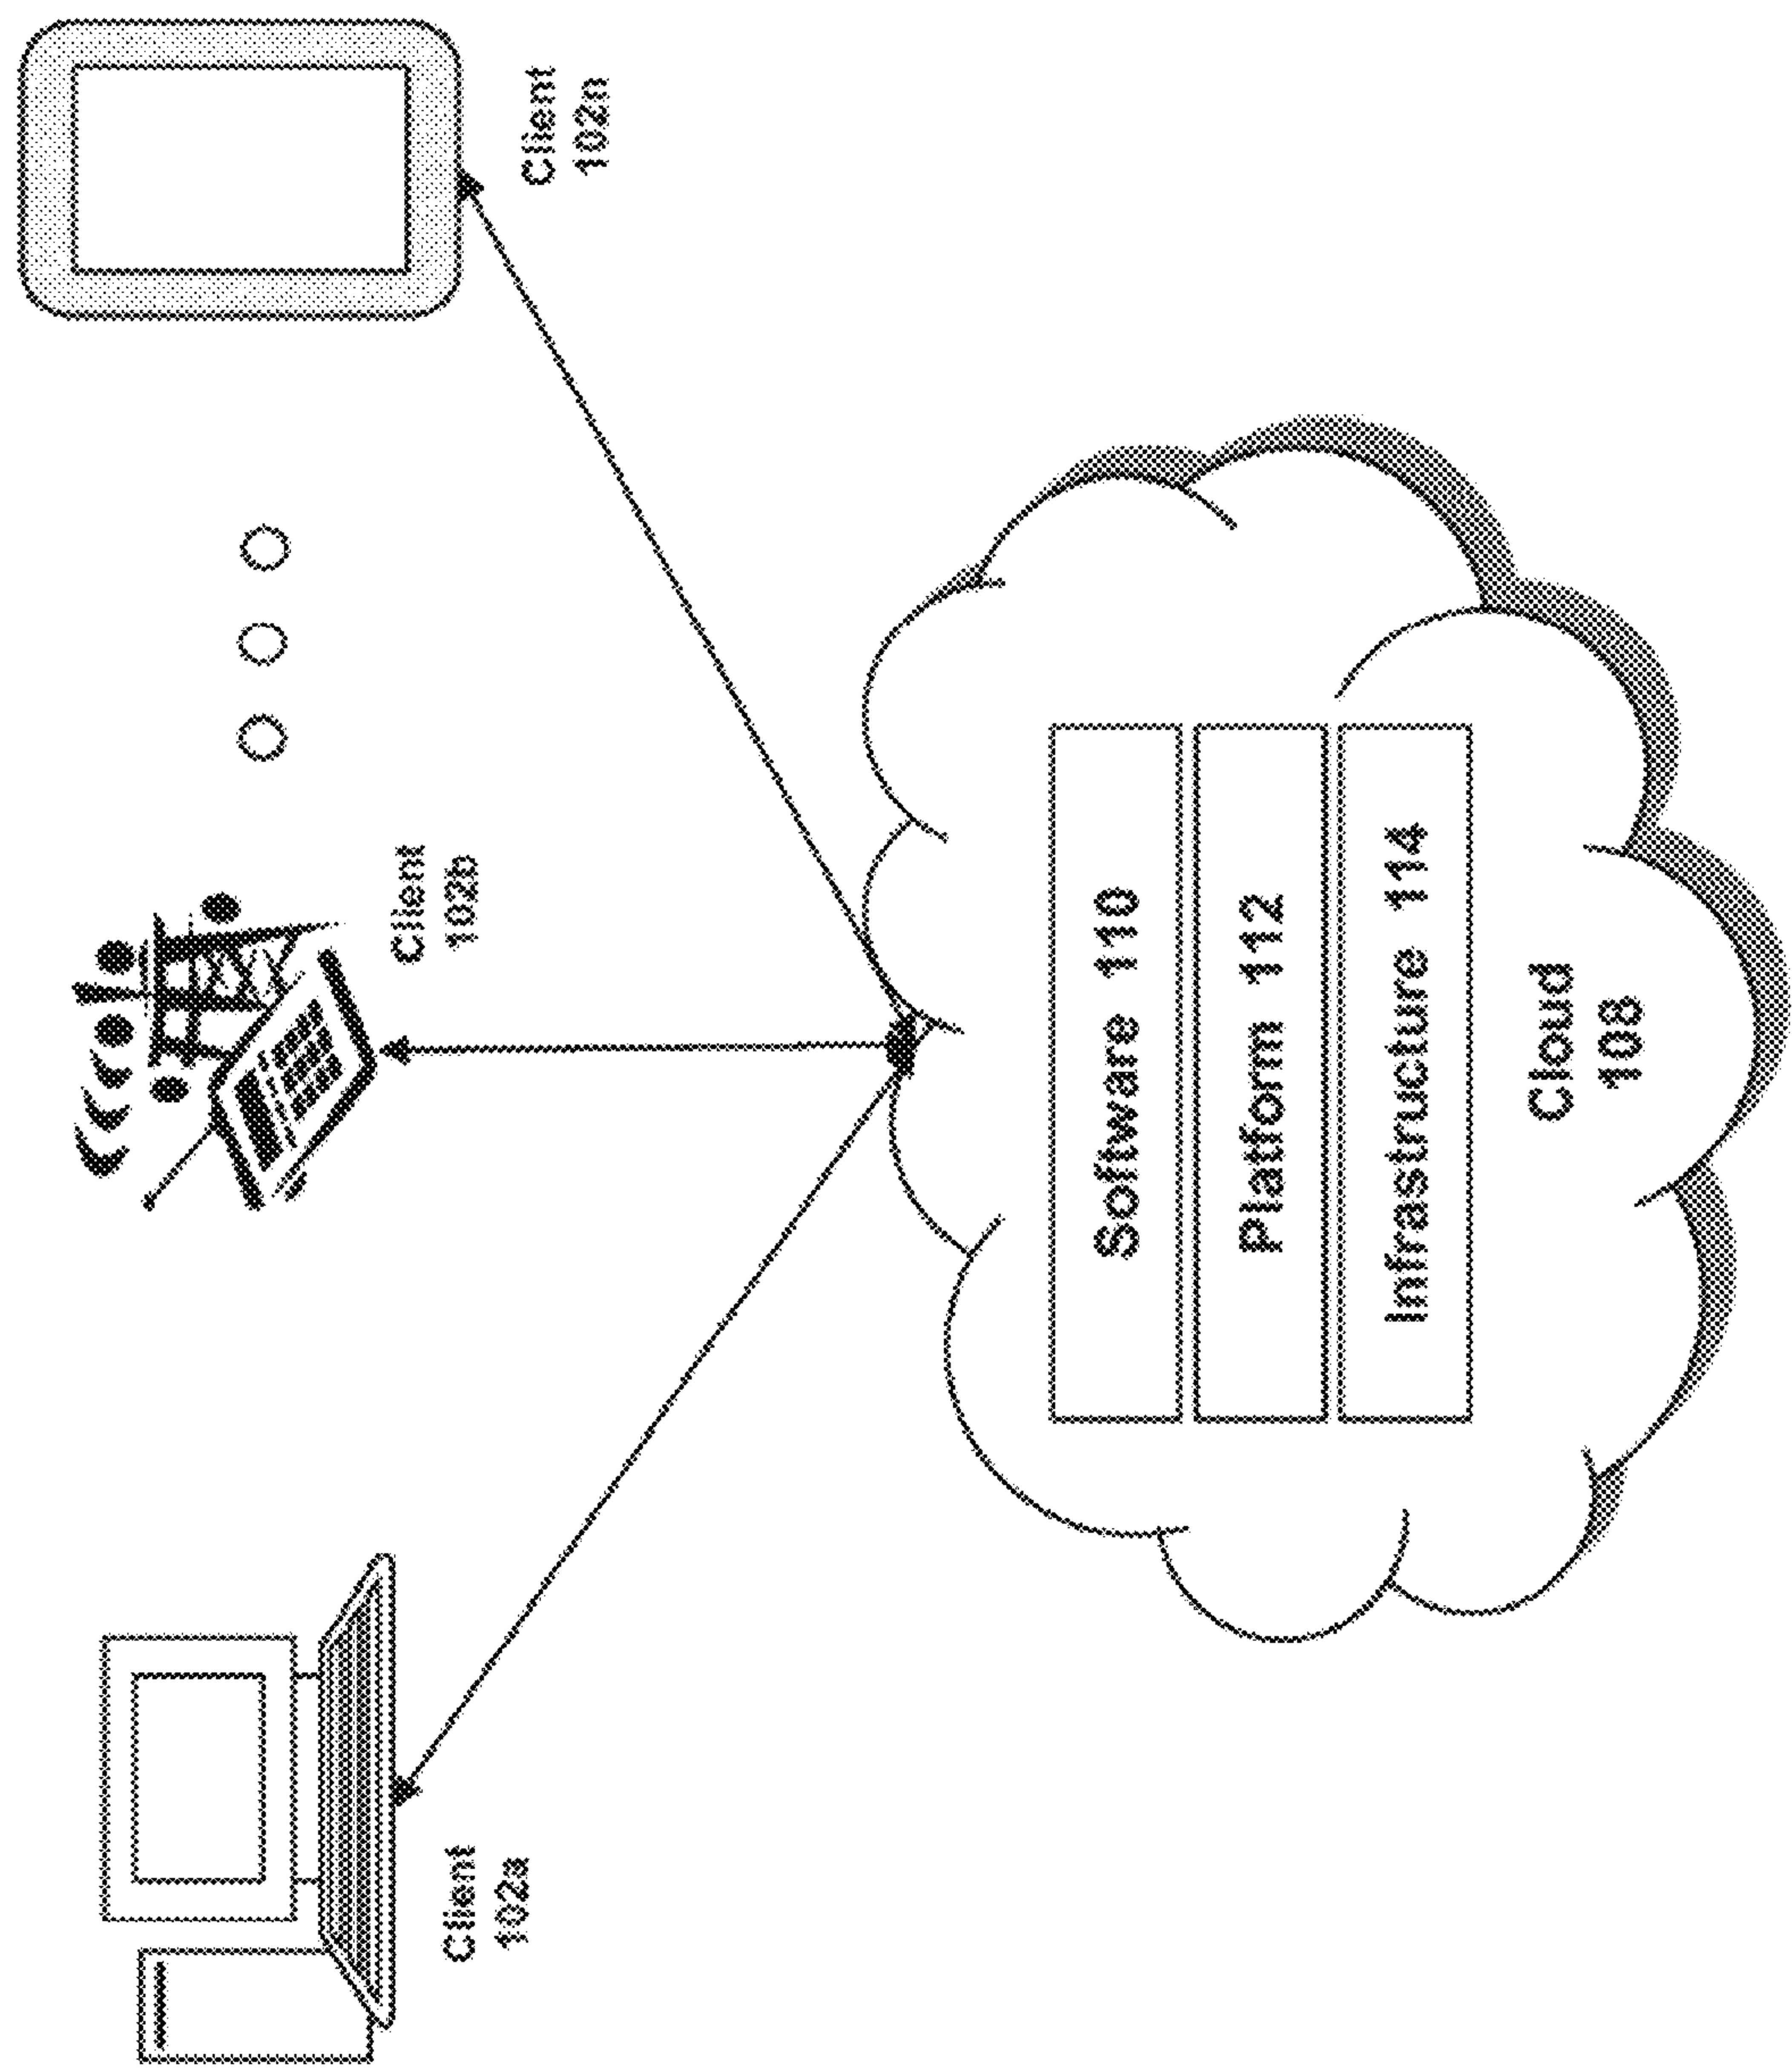 Client
102a
Client
102b
Client
102n
Software 110
Platform 112
Infrastructure 114
Cloud
108